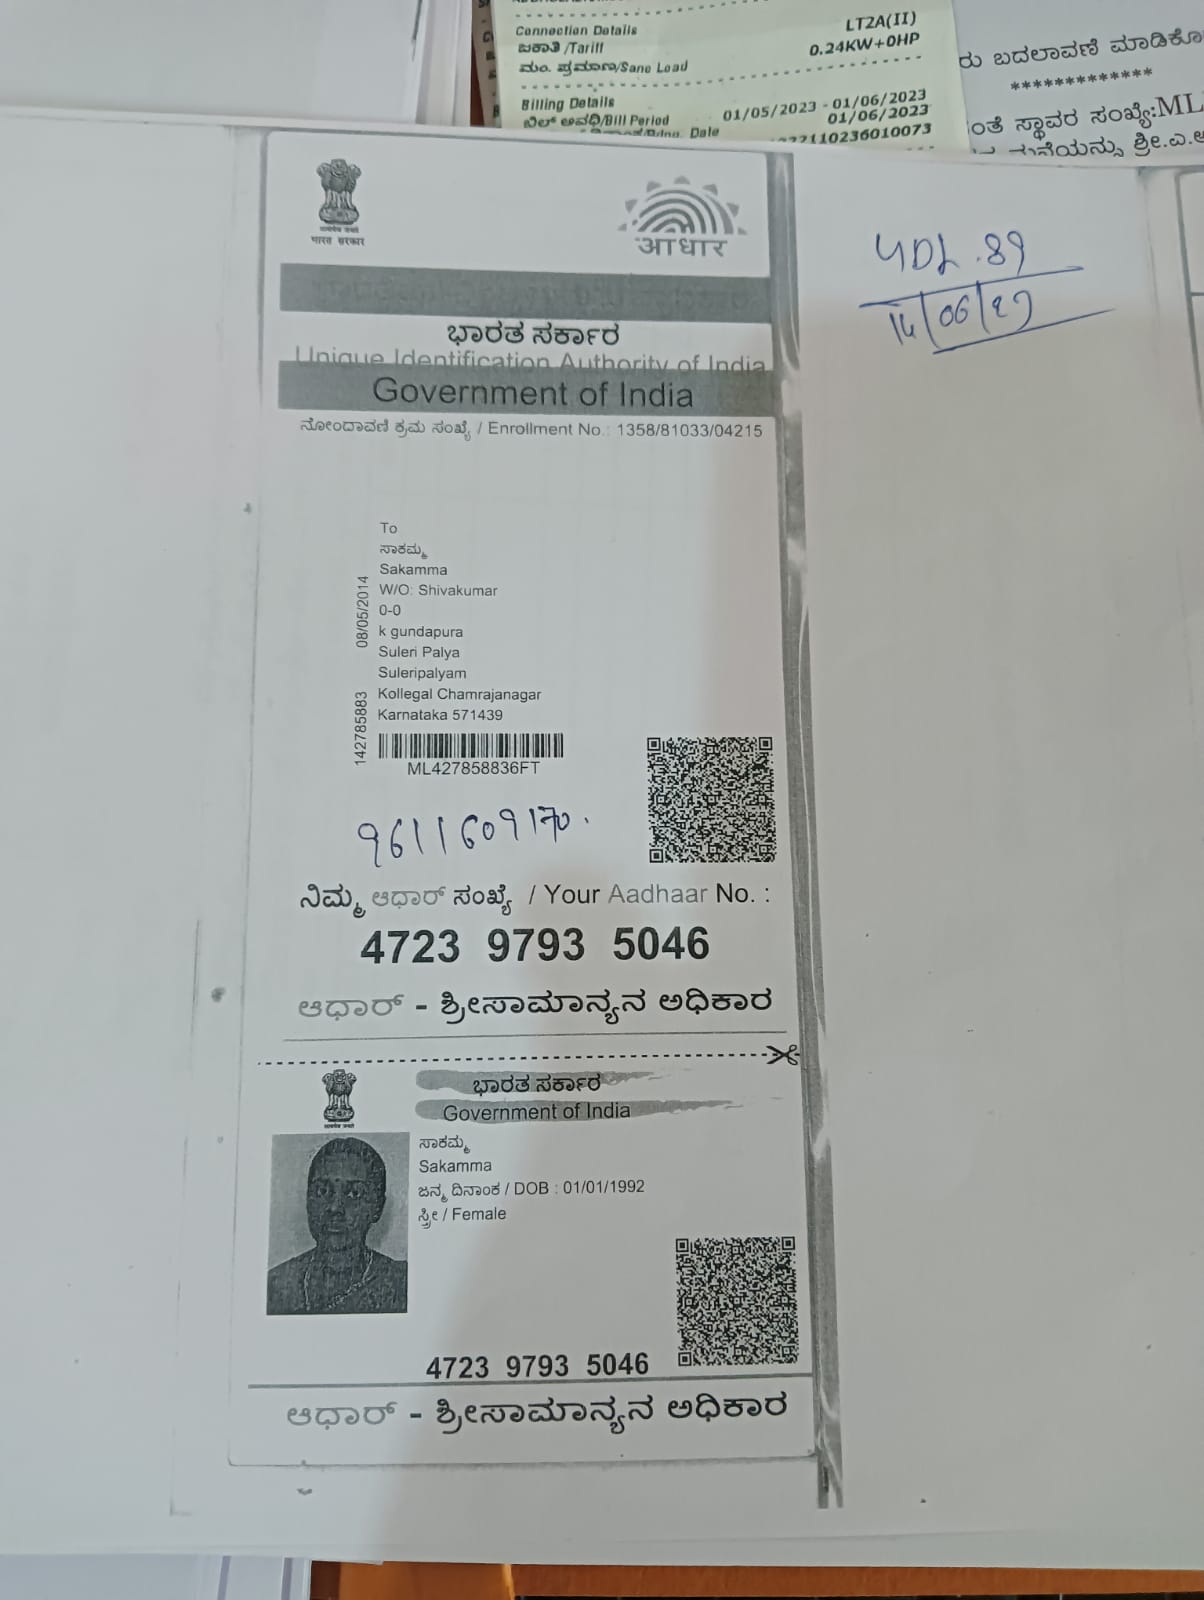 Connection Details
LT2A(II)
ಜಕಾತಿ /Tariff
0.24KW+0HP
ಮಂ. ಪ್ರಮಾಣ/Sanc Load
Billing Details
ಬಿಲ್ ಅವಧಿ/Bill Period
01/05/2023 - 01/06/2023
01/06/2023
Date
110236010073
ರು ಬದಲಾವಣೆ
*************
ಸ್ಥಾವರ ಸಂಖ್ಯೆ:ML
ಶ್ರೀ.ಎ.
भारत सरकार
आधार
ಭಾರತ ಸರ್ಕಾರ
Unique Identification Authority of India
Government of India
ನೋಂದಾವಣಿ ಕ್ರಮ ಸಂಖ್ಯೆ / Enrollment No.: 1358/81033/04215
To
ಸಾಕಮ್ಮ
Sakamma
W/O: Shivakumar
0-0
k gundapura
Suleri Palya
Suleripalyam
Kollegal Chamrajanagar
Karnataka 571439
08/05/2014
142785883
ML427858836FT
9611609170.
ನಿಮ್ಮ ಆಧಾರ್ ಸಂಖ್ಯೆ / Your Aadhaar No. :
4723 9793 5046
ಆಧಾರ್ - ಶ್ರೀಸಾಮಾನ್ಯನ ಅಧಿಕಾರ
ಭಾರತ ಸರ್ಕಾರ
Government of India
ಸಾಕಮ್ಮ
Sakamma
ಜನ್ಮ ದಿನಾಂಕ / DOB : 01/01/1992
ಸ್ತ್ರೀ / Female
4723 9793 5046
ಆಧಾರ್ - ಶ್ರೀಸಾಮಾನ್ಯನ ಅಧಿಕಾರ